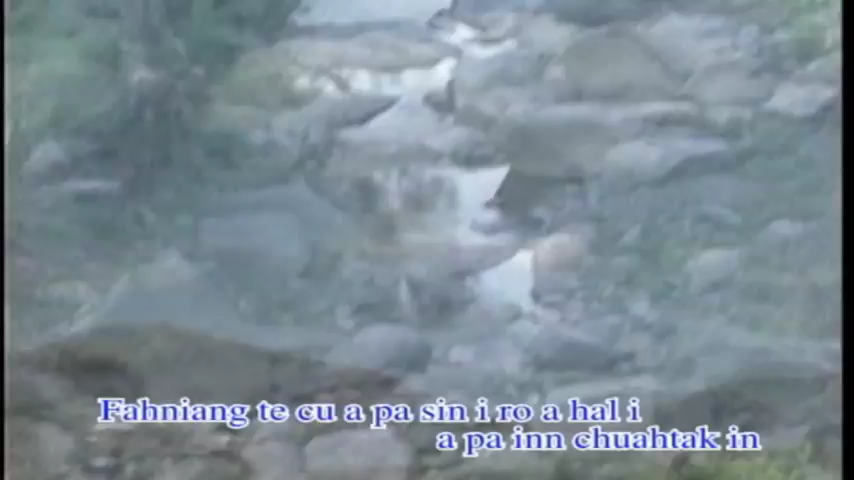 Fahniang te cu a pa sin i ro a hal i
a pa inn chuahtak in